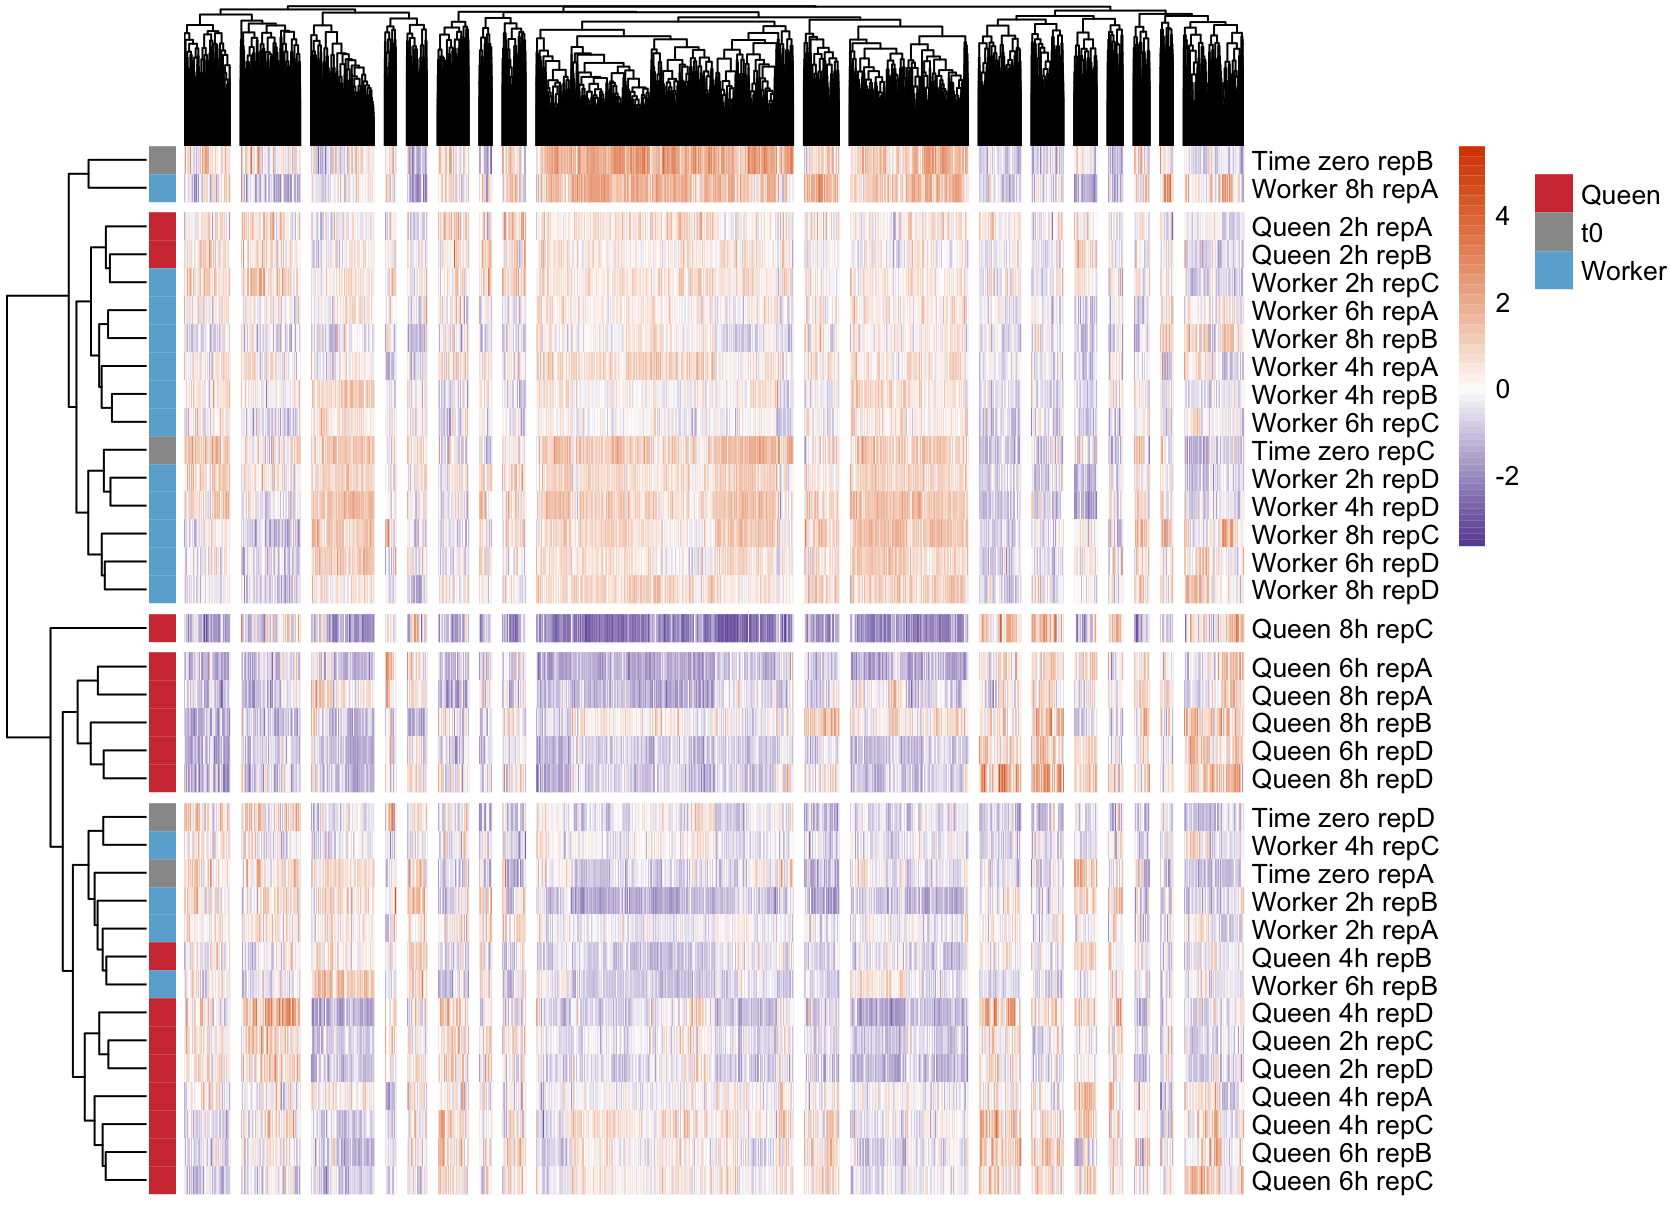 Time zero repB
Worker 8h repA
Queen 2h repA
Queen 2h repB
Worker 2h repC
Worker 6h repA
Worker 8h repB
Worker 4h repA
Worker 4h repB
Worker 6h repC
Time zero repC
Worker 2h repD
Worker 4h repD
Worker 8h repC
Worker 6h repD
Worker 8h repD
Queen 8h repC
Queen 6h repA
Queen 8h repA
Queen 8h repB
Queen 6h repD
Queen 8h repD
Time zero repD
Worker 4h repC
Time zero repA
Worker 2h repB
Worker 2h repA
Queen 4h repB
Worker 6h repB
Queen 4h repD
Queen 2h repC
Queen 2h repD
Queen 4h repA
Queen 4h repC
Queen 6h repB
Queen 6h repC
4
2
0
-2
Queen
t0
Worker